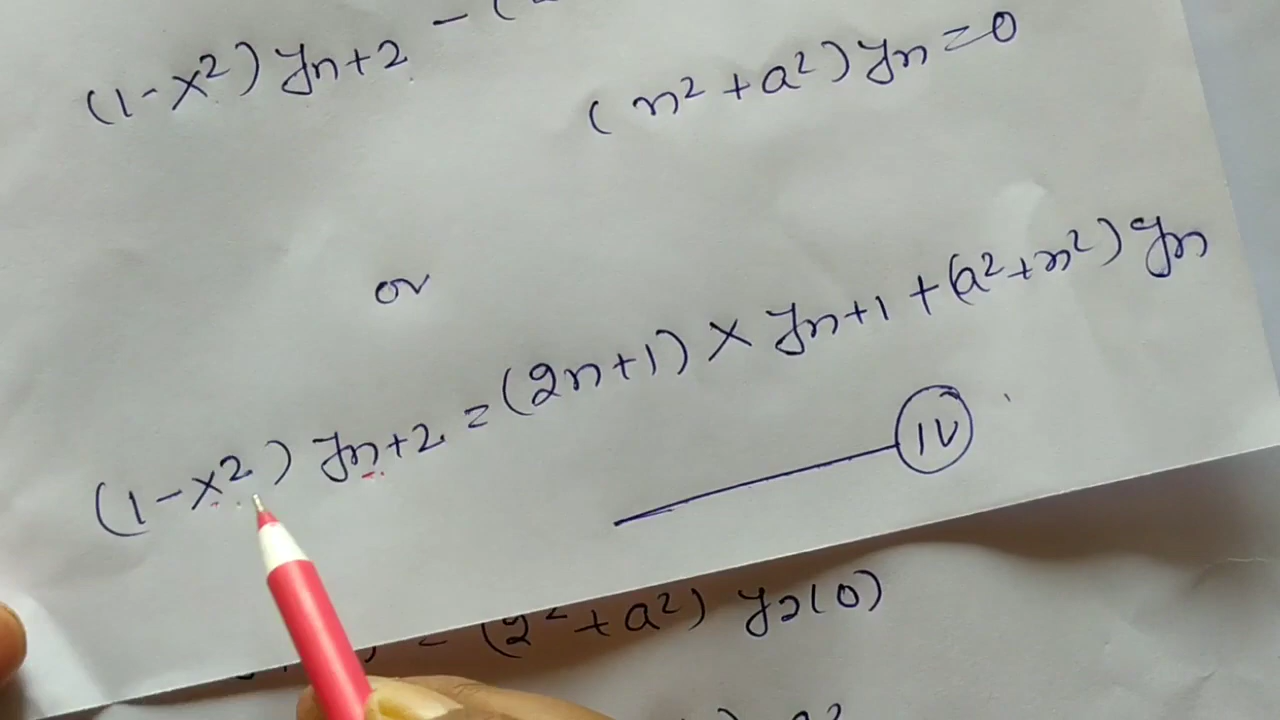 (1-x²) yn+2 - (
(n²+a²) yn=0
or
(1-x²) yn+2 = (2n+1) x yn+1 + (a²+n²) yn
IV
= (2²+a²) y2(0)